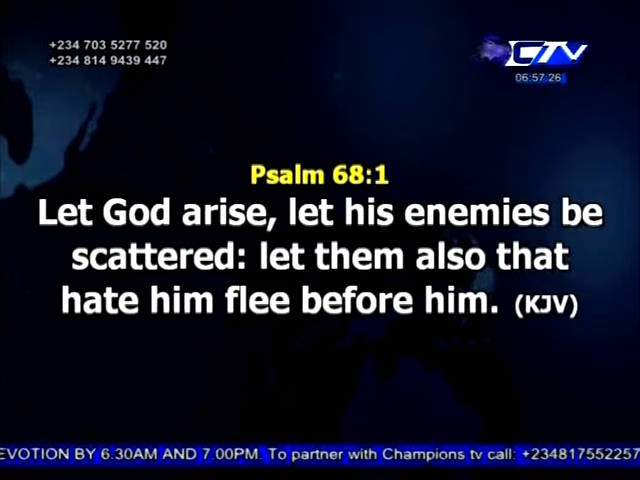 +234 703 5277 520
+234 814 9439 447
CTV
06:57:26
Psalm 68:1
Let God arise, let his enemies be
scattered: let them also that
hate him flee before him. (KJV)
EVOTION BY 6.30AM AND 7.00PM. To partner with Champions tv call: +234817552257